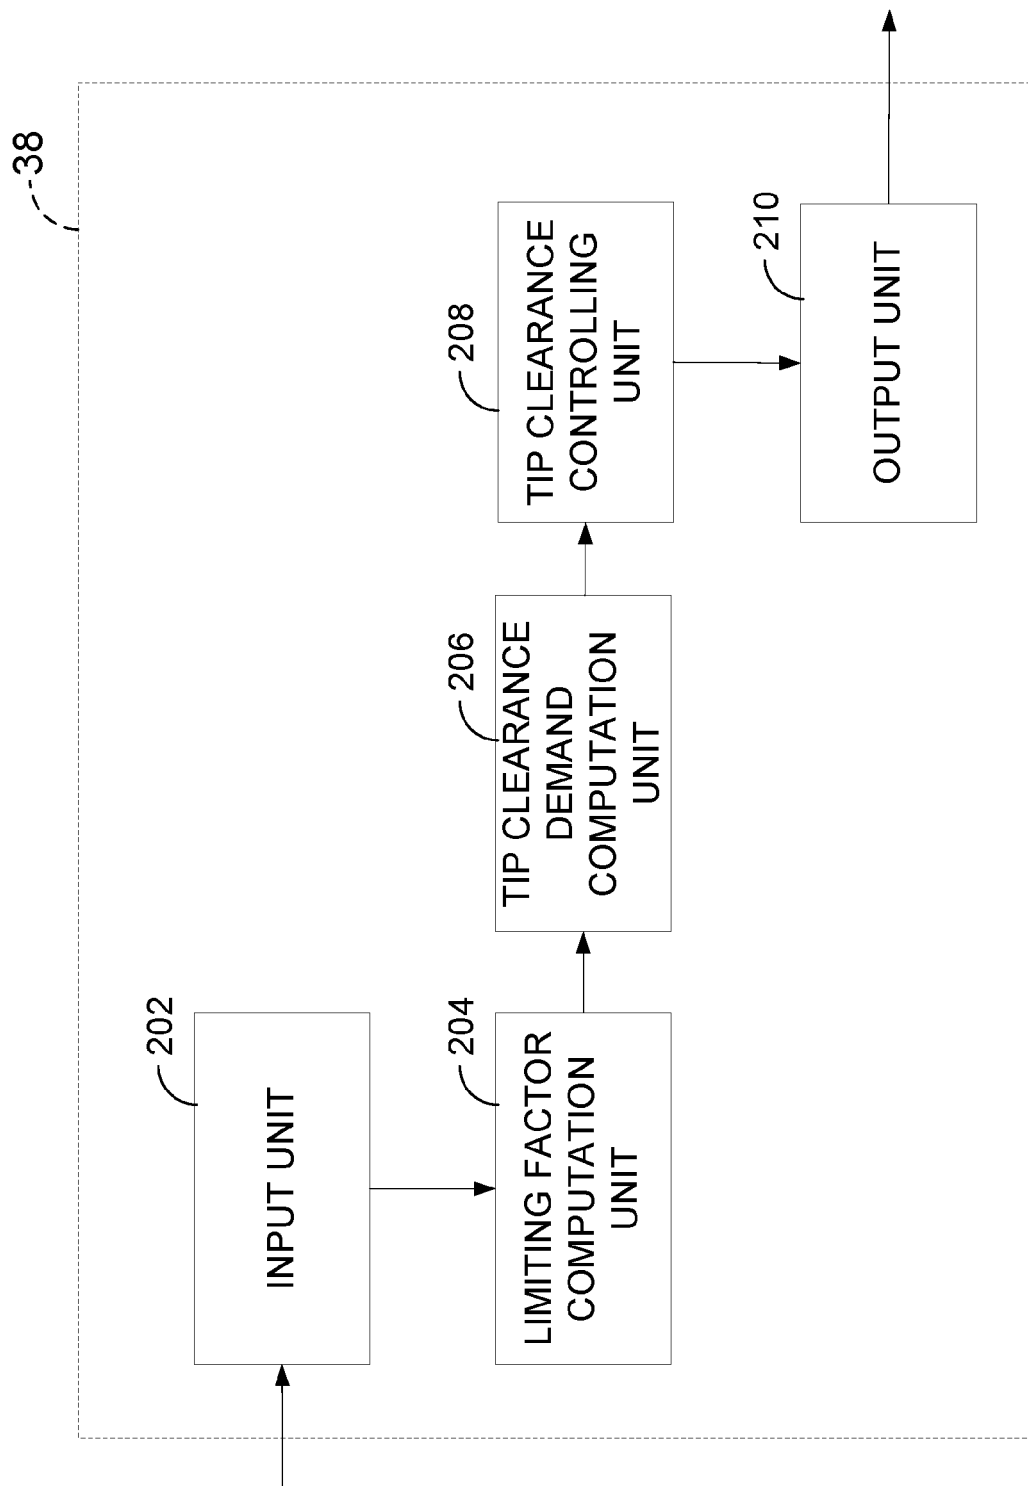 38
202
INPUT UNIT
204
LIMITING FACTOR
COMPUTATION
UNIT
206
TIP CLEARANCE
DEMAND
COMPUTATION
UNIT
208
TIP CLEARANCE
CONTROLLING
UNIT
210
OUTPUT UNIT